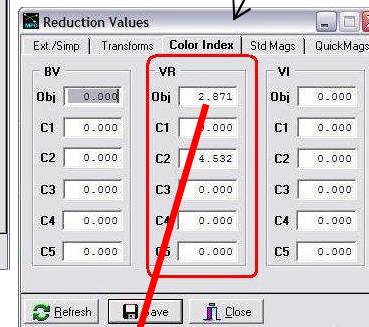 Reduction Values
Ext./Simp Transforms Color Index Std Mags QuickMags
BV VR VI
Obj 0.000 Obj 2.871 Obj 0.000
C1 0.000 C1 0.000 C1 0.000
C2 0.000 C2 4.532 C2 0.000
C3 0.000 C3 0.000 C3 0.000
C4 0.000 C4 0.000 C4 0.000
C5 0.000 C5 0.000 C5 0.000
Refresh Save Close